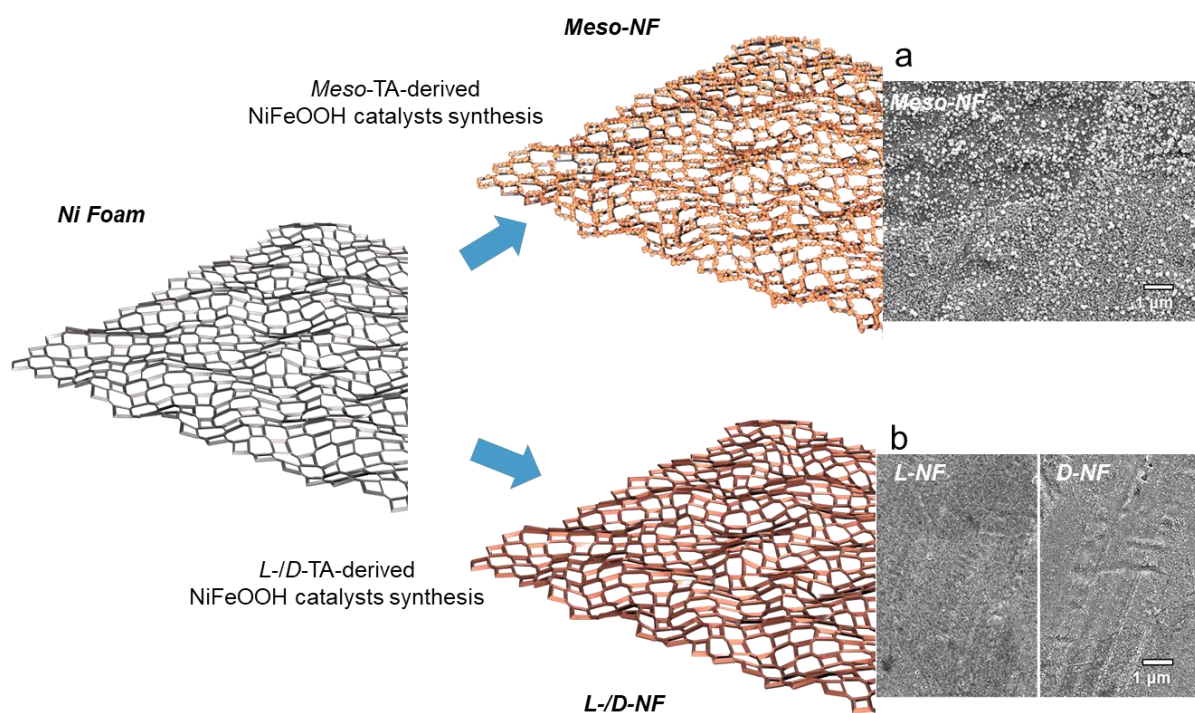 Meso-NF
a
Meso-TA-derived
NiFeOOH catalysts synthesis
Meso-NF
1 µm
Ni Foam
b
L-NF
D-NF
L-/D-TA-derived
NiFeOOH catalysts synthesis
1 µm
L-/D-NF